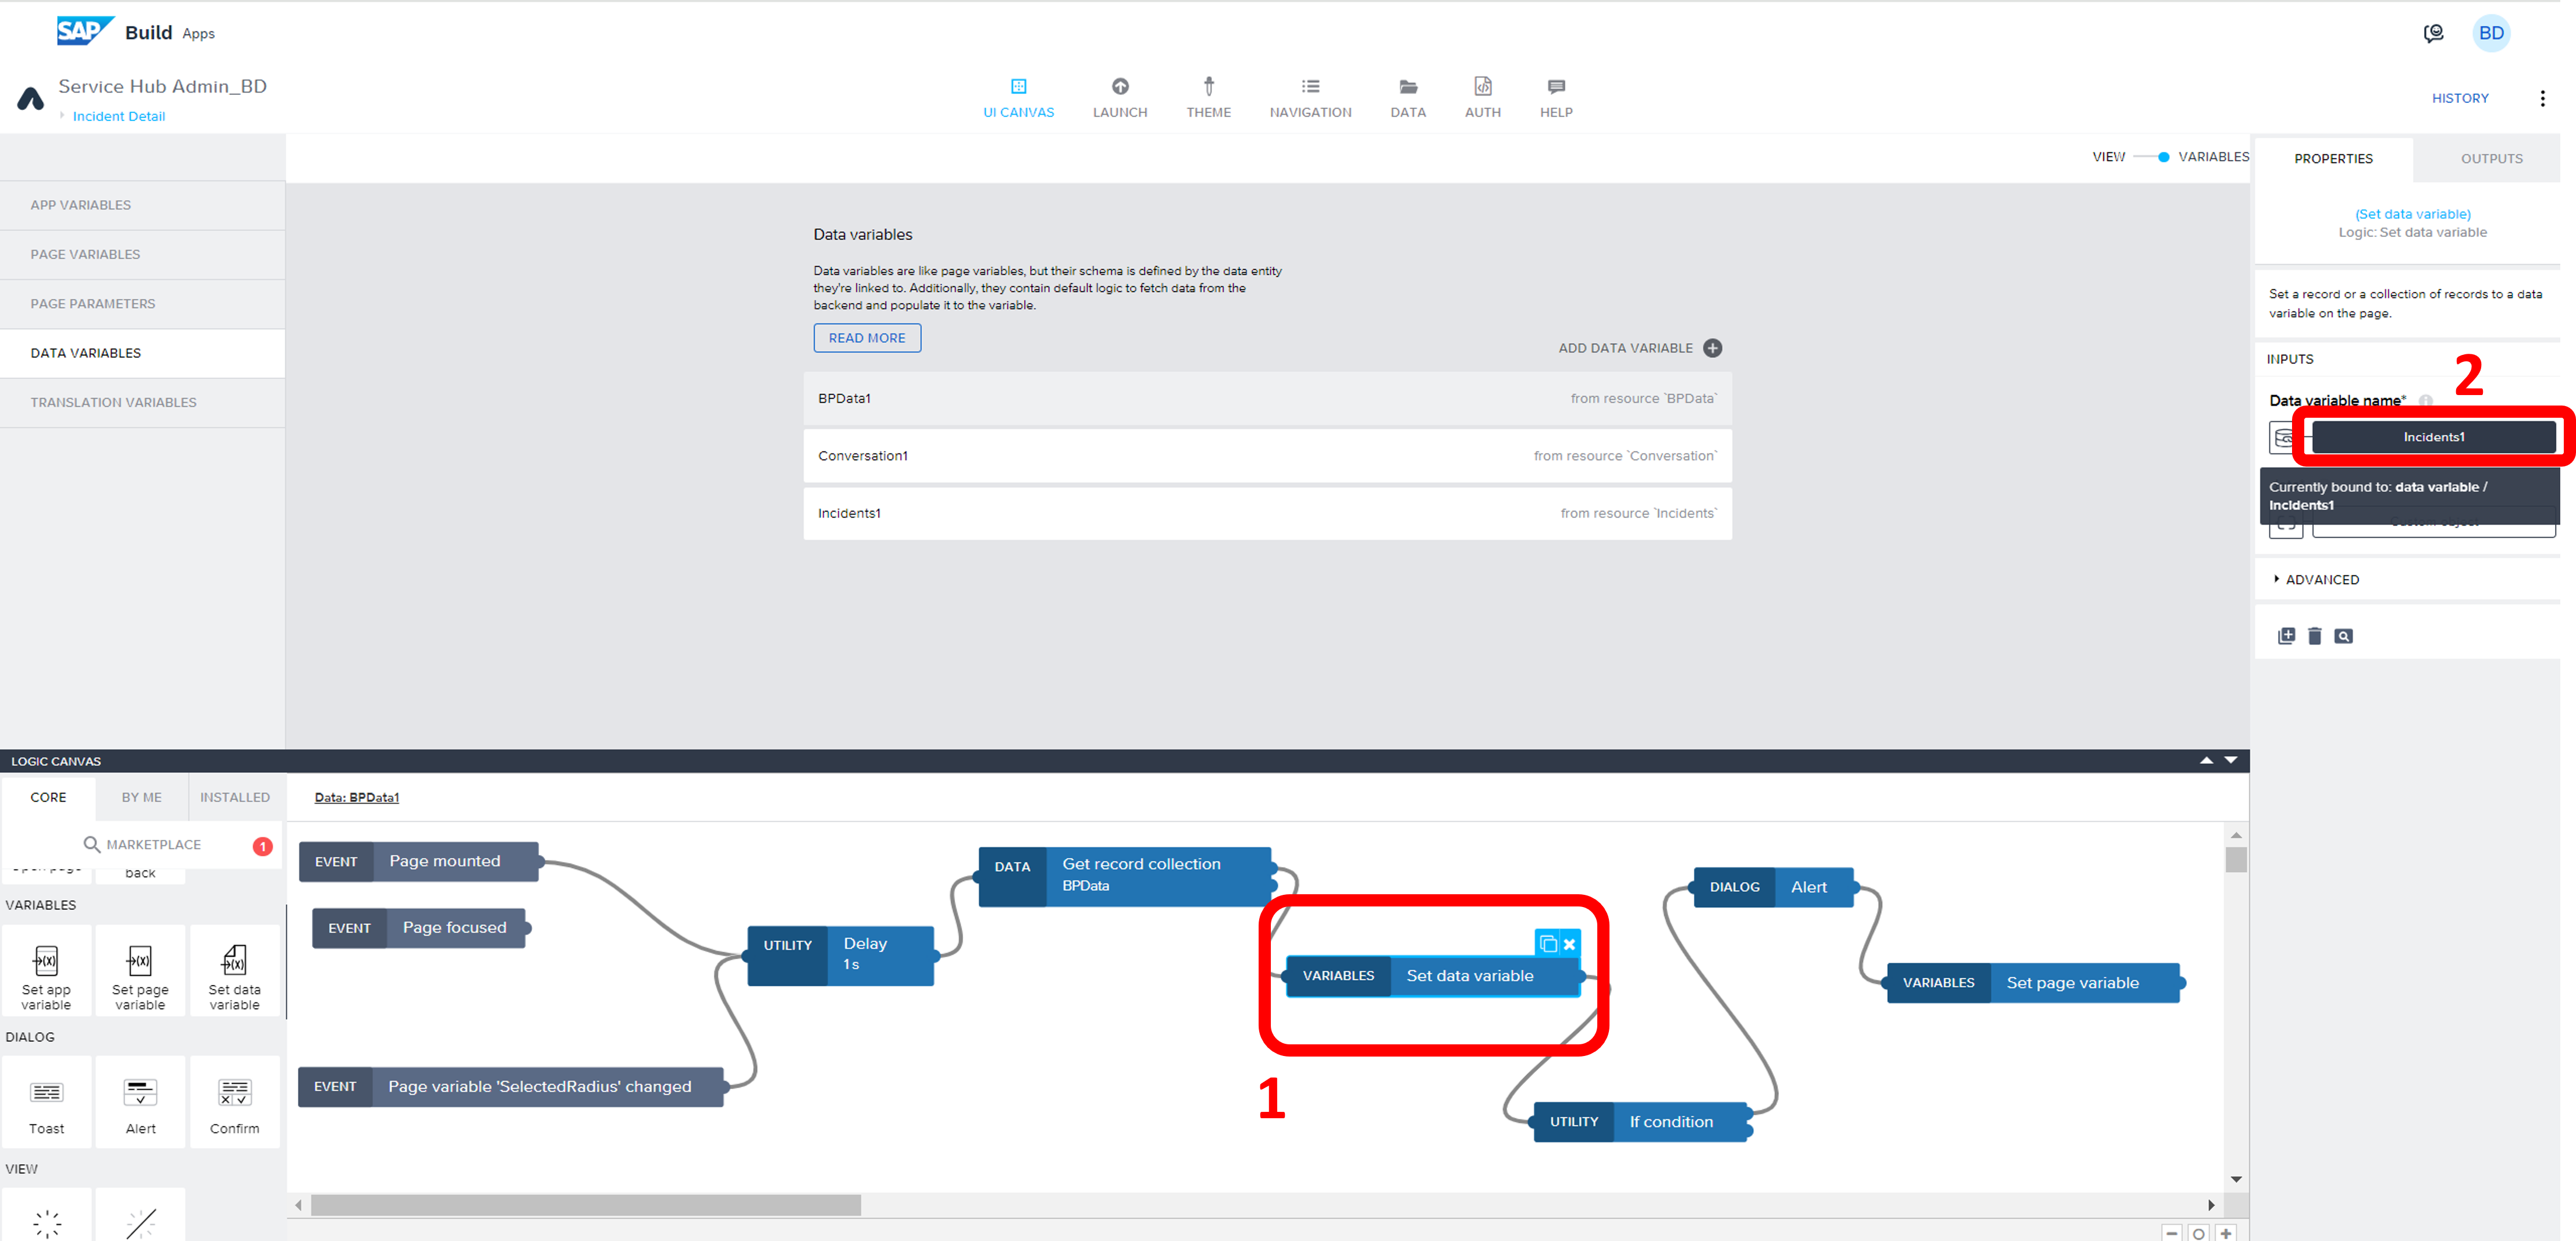 SAP Build Apps
BD
Service Hub Admin_BD
Incident Detail
UI CANVAS
LAUNCH
THEME
NAVIGATION
DATA
AUTH
HELP
HISTORY
VIEW
VARIABLES
PROPERTIES
OUTPUTS
APP VARIABLES
PAGE VARIABLES
PAGE PARAMETERS
DATA VARIABLES
TRANSLATION VARIABLES
Data variables
Data variables are like page variables, but their schema is defined by the data entity
they're linked to. Additionally, they contain default logic to fetch data from the
backend and populate it to the variable.
READ MORE
ADD DATA VARIABLE
BPData1
from resource `BPData`
Conversation1
from resource `Conversation`
Incidents1
from resource `Incidents`
(Set data variable)
Logic: Set data variable
Set a record or a collection of records to a data
variable on the page.
INPUTS
2
Data variable name*
Incidents1
Currently bound to: data variable /
Incidents1
ADVANCED
LOGIC CANVAS
CORE
BY ME
INSTALLED
MARKETPLACE
1
back
VARIABLES
Set app
variable
Set page
variable
Set data
variable
DIALOG
Toast
Alert
Confirm
VIEW
Data: BPData1
EVENT Page mounted
EVENT Page focused
EVENT Page variable 'SelectedRadius' changed
UTILITY Delay
1 s
DATA Get record collection
BPData
VARIABLES Set data variable
1
UTILITY If condition
DIALOG Alert
VARIABLES Set page variable